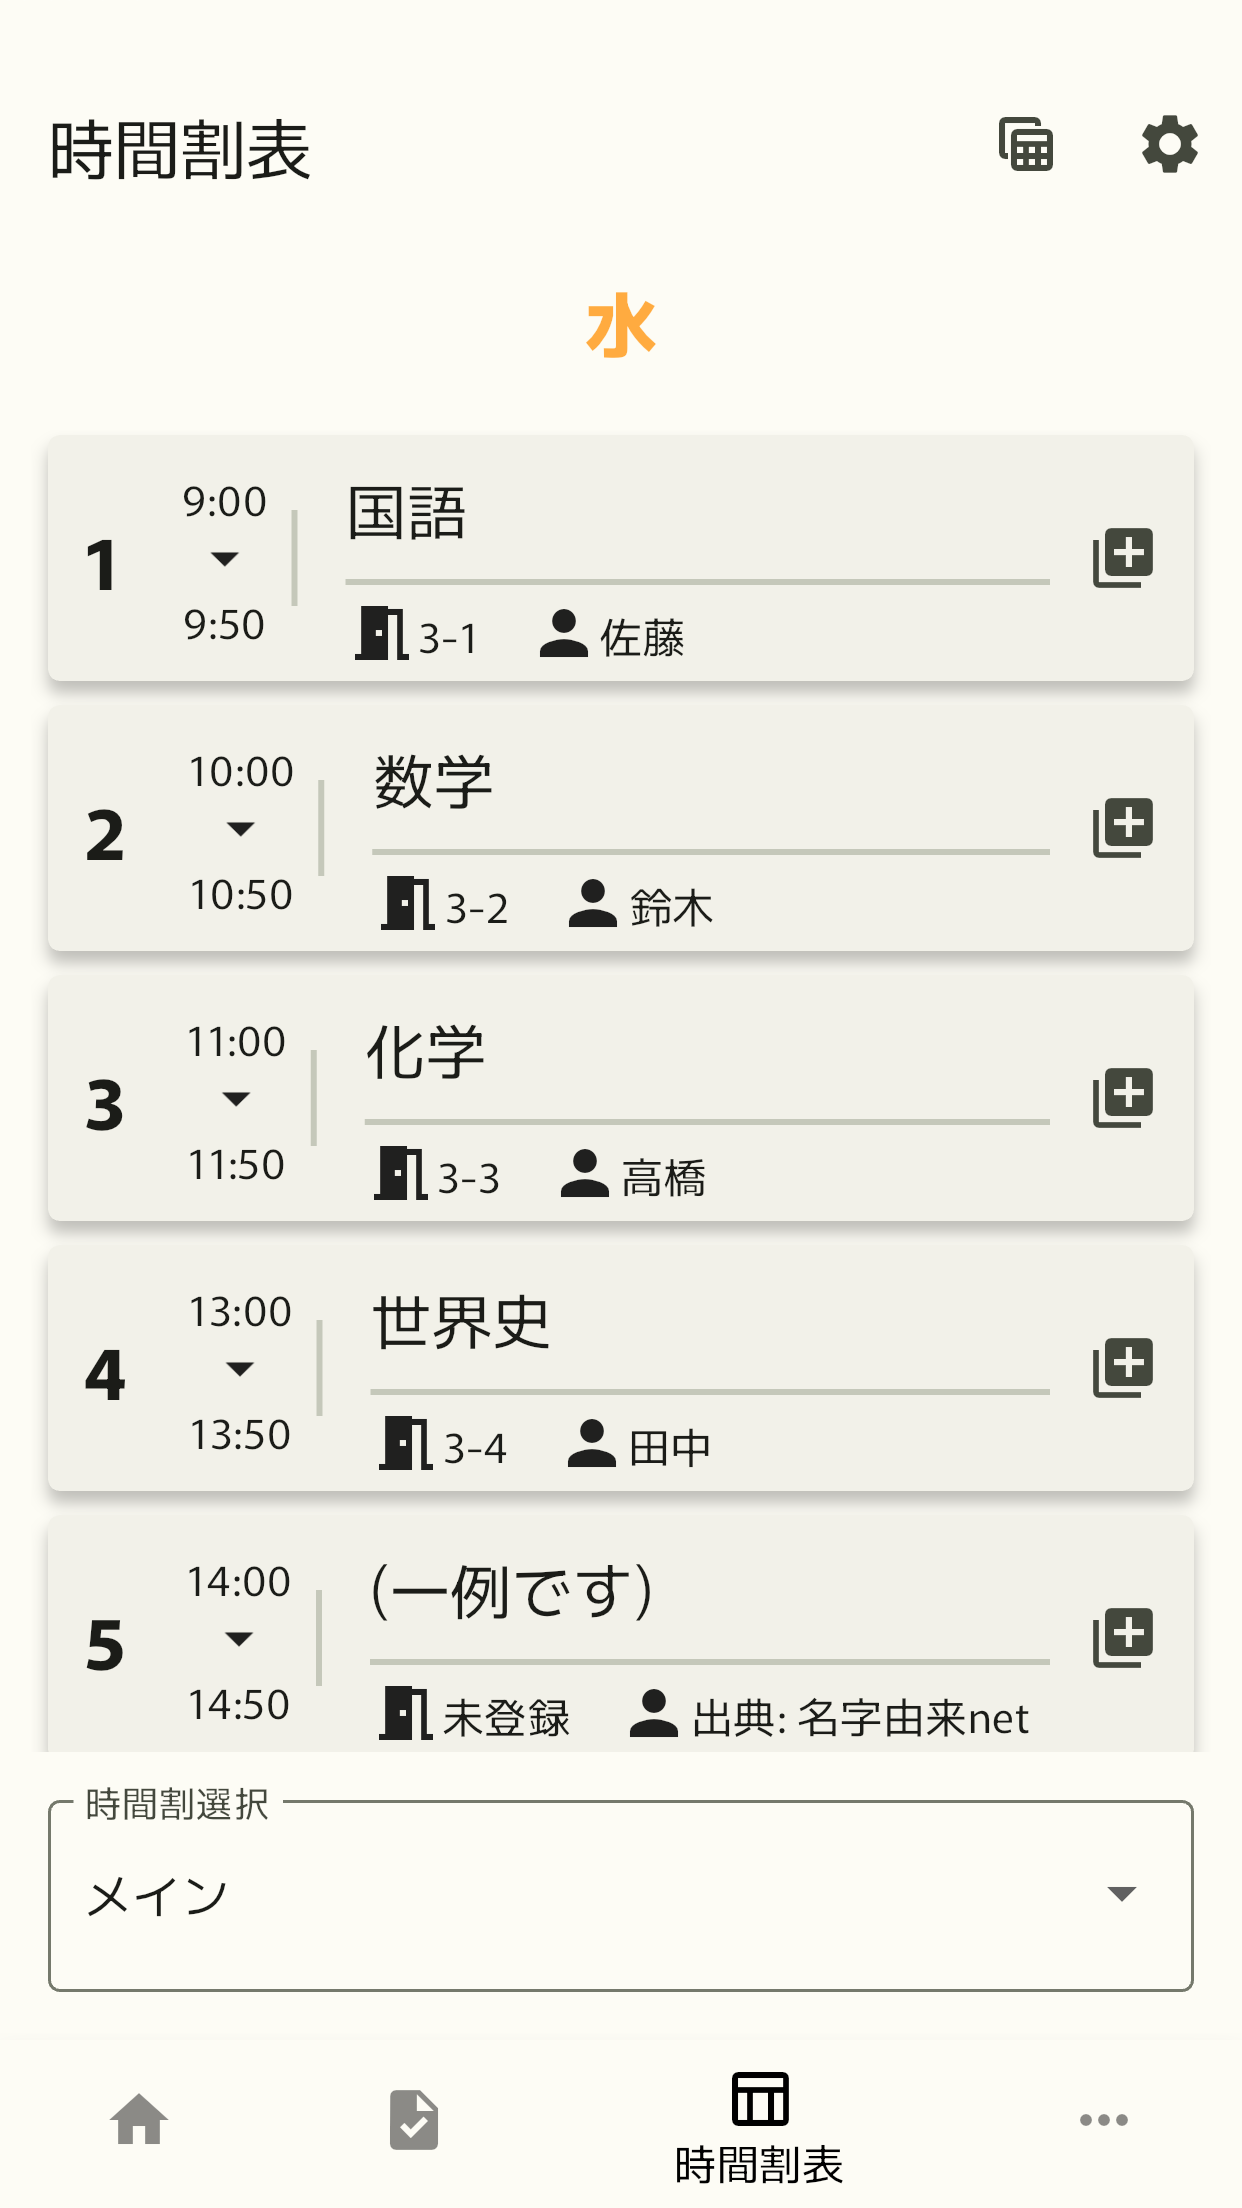 時間割表
水
1
9:00
9:50
国語
3-1 佐藤
2
10:00
10:50
数学
3-2 鈴木
3
11:00
11:50
化学
3-3 高橋
4
13:00
13:50
世界史
3-4 田中
5
14:00
14:50
(一例です)
未登録 出典: 名字由来net
時間割選択
メイン
時間割表